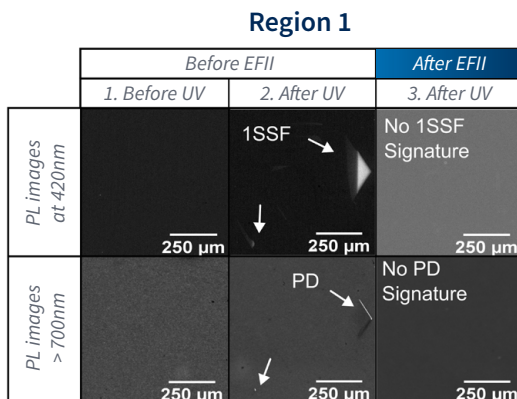 Region 1
Before EFII
After EFII
1. Before UV
2. After UV
3. After UV
PL images
at 420nm
1SSF
No 1SSF
Signature
250 µm
250 µm
250 µm
PL images
> 700nm
PD
No PD
Signature
250 µm
250 µm
250 µm